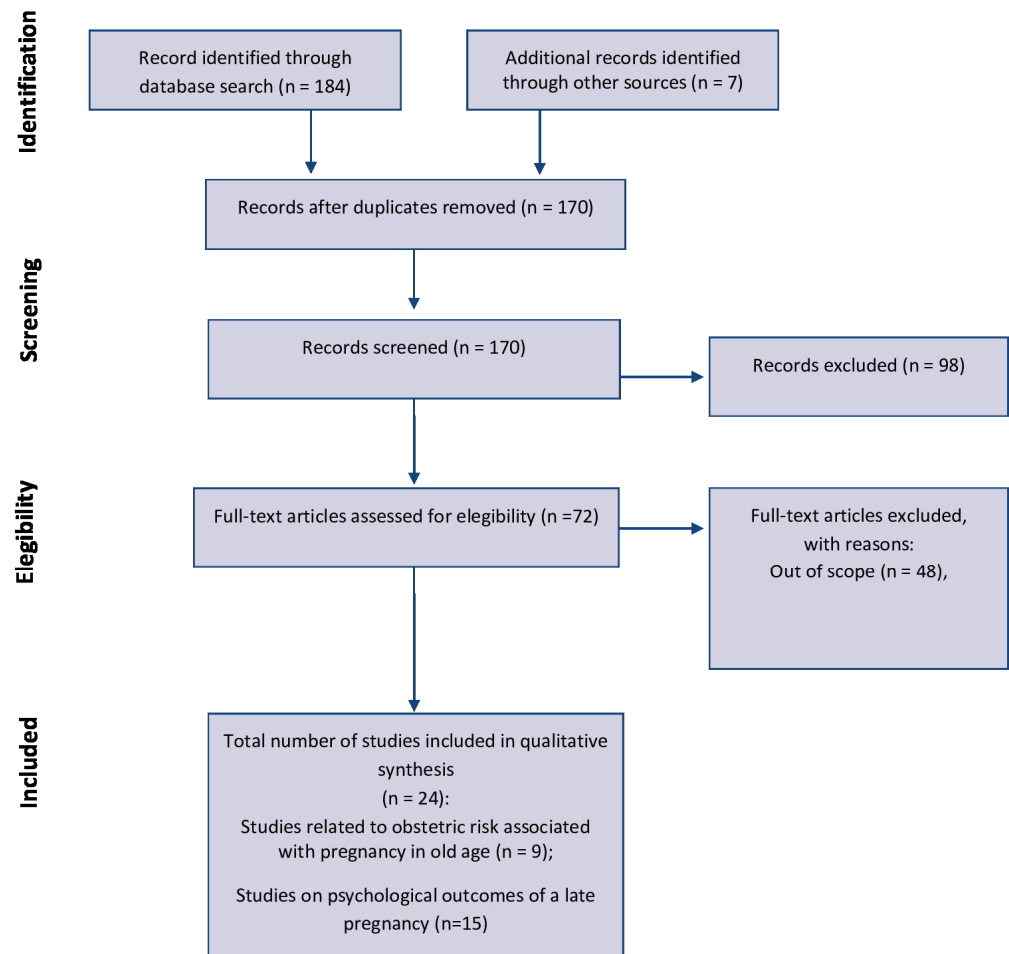 Identification
Record identified through
database search (n = 184)
Additional records identified
through other sources (n = 7)
Records after duplicates removed (n = 170)
Screening
Records screened (n = 170)
Records excluded (n = 98)
Elegibility
Full-text articles assessed for elegibility (n =72)
Full-text articles excluded,
with reasons:
Out of scope (n = 48),
Included
Total number of studies included in qualitative
synthesis
(n = 24):
Studies related to obstetric risk associated
with pregnancy in old age (n = 9);
Studies on psychological outcomes of a late
pregnancy (n=15)